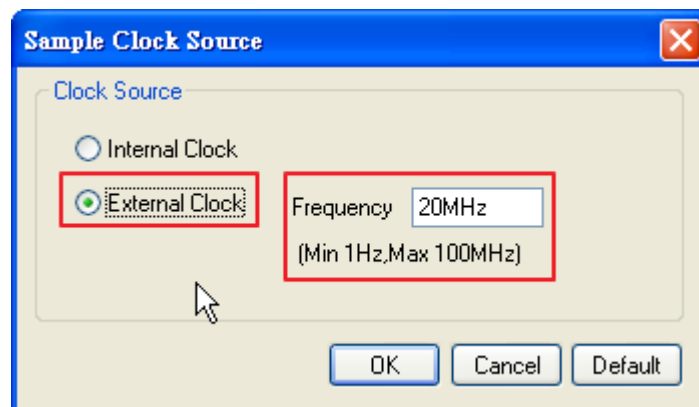 Sample Clock Source
Clock Source
Internal Clock
External Clock
Frequency 20MHz
(Min 1Hz,Max 100MHz)
OK Cancel Default